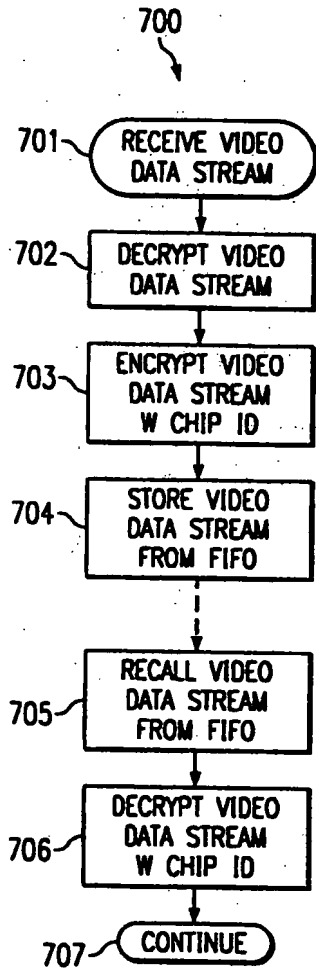 700
701
RECEIVE VIDEO
DATA STREAM
702
DECRYPT VIDEO
DATA STREAM
703
ENCRYPT VIDEO
DATA STREAM
W CHIP ID
704
STORE VIDEO
DATA STREAM
FROM FIFO
705
RECALL VIDEO
DATA STREAM
FROM FIFO
706
DECRYPT VIDEO
DATA STREAM
W CHIP ID
707
CONTINUE